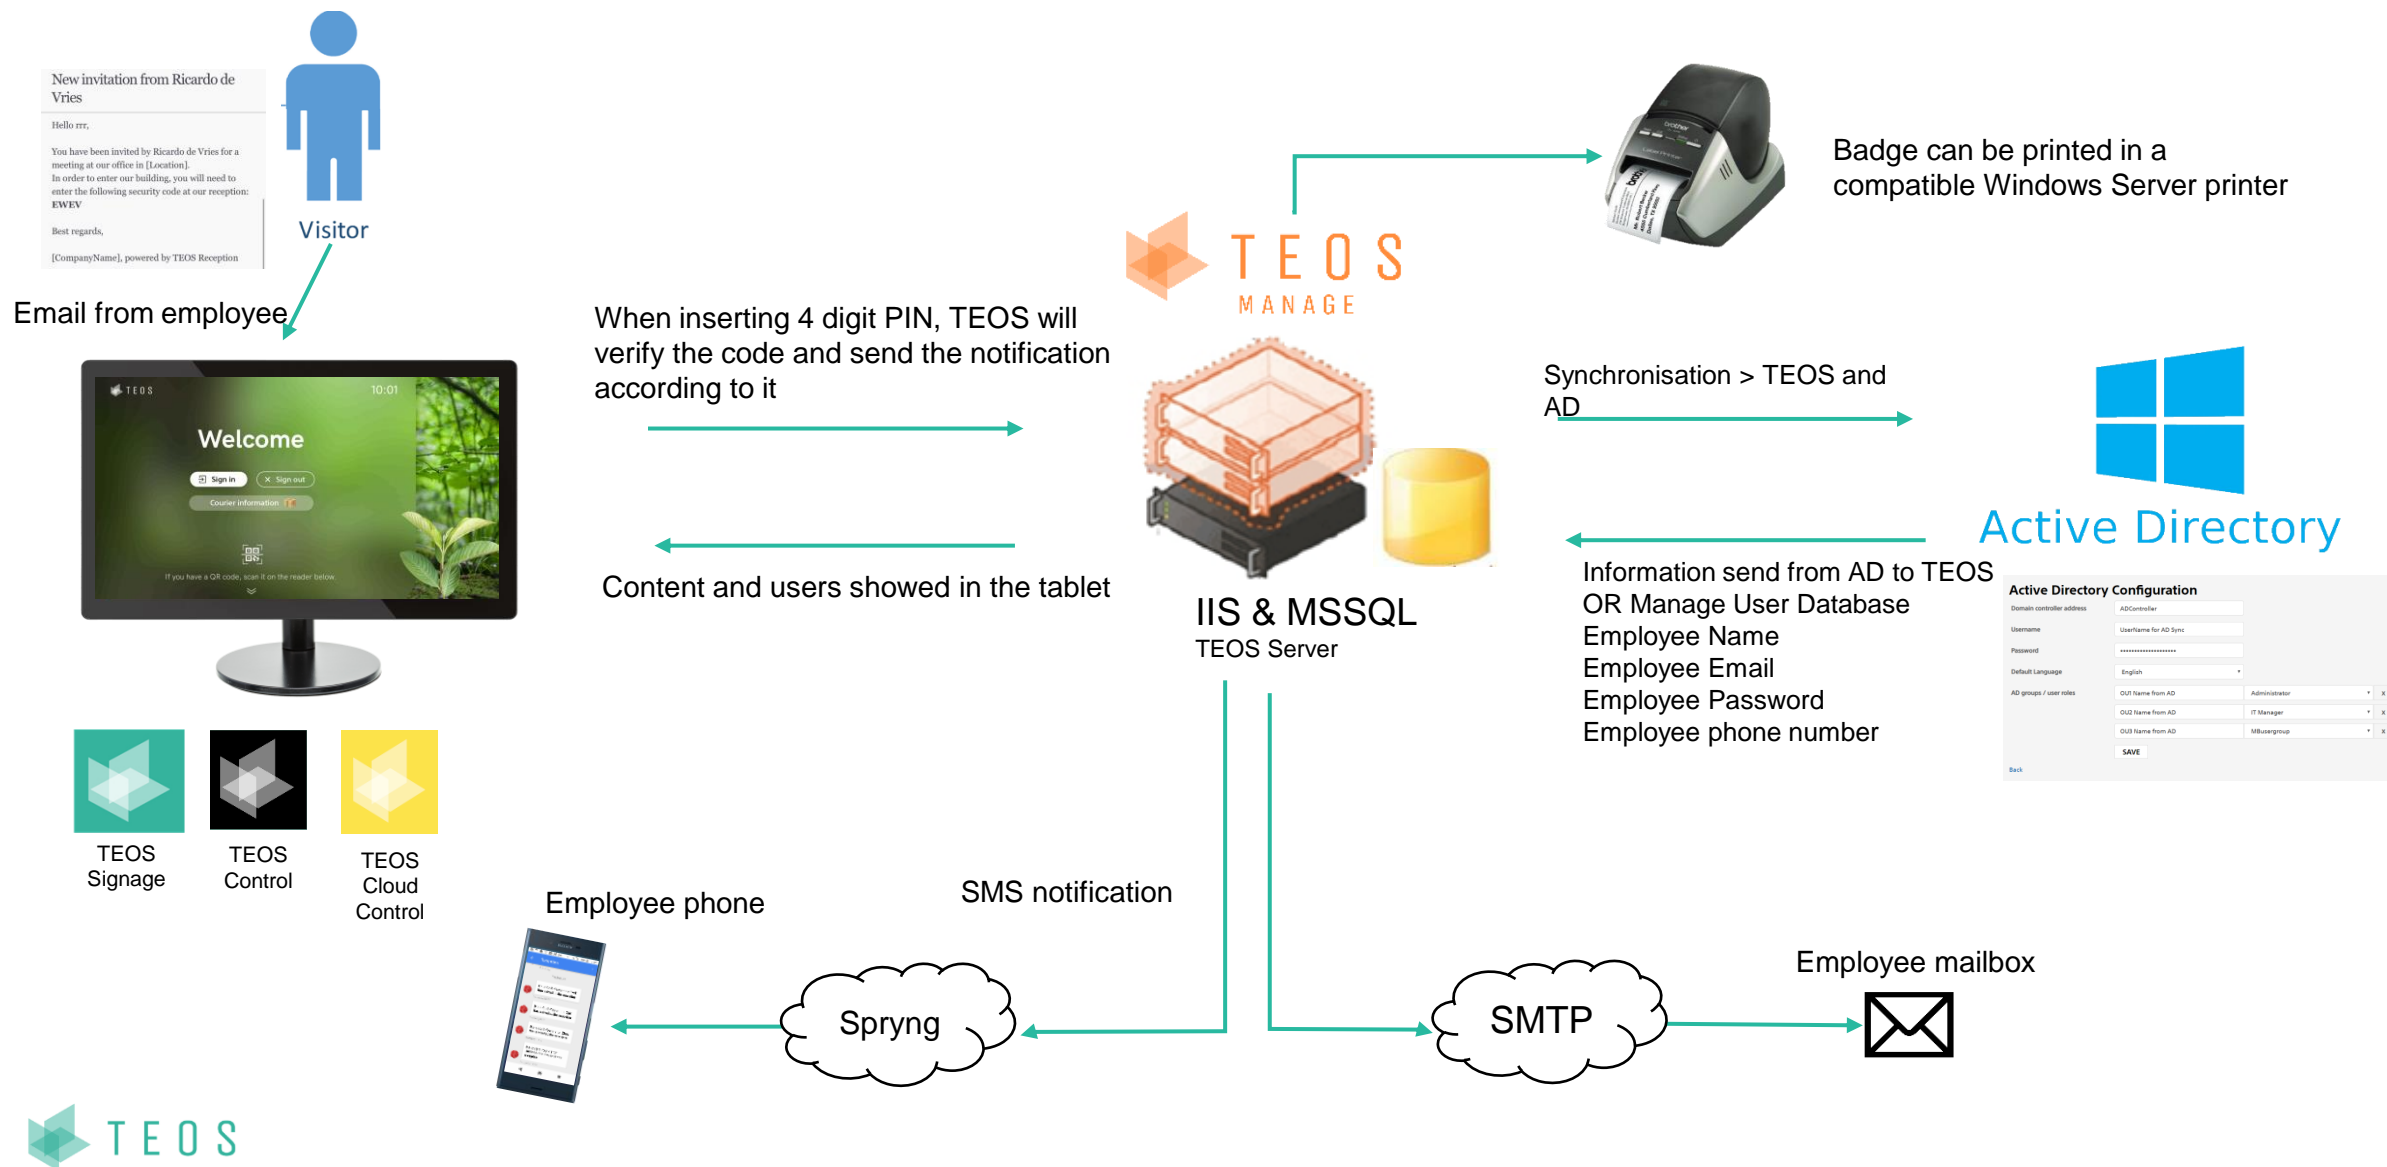 New invitation from Ricardo de
Vries
Hello rrr,
You have been invited by Ricardo de Vries for a
meeting at our office in [Location].
In order to enter our building, you will need to
enter the following security code at our reception:
EWEV
Best regards,
[CompanyName], powered by TEOS Reception
Visitor
Email from employee
TEOS
10:01
Welcome
Sign in
Sign out
Courier information
If you have a QR code, scan it on the reader below.
TEOS
Signage
TEOS
Control
TEOS
Cloud
Control
When inserting 4 digit PIN, TEOS will
verify the code and send the notification
according to it
Content and users showed in the tablet
TEOS
MANAGE
IIS & MSSQL
TEOS Server
brother
Badge can be printed in a
compatible Windows Server printer
Synchronisation > TEOS and
AD
Active Directory
Information send from AD to TEOS
OR Manage User Database
Employee Name
Employee Email
Employee Password
Employee phone number
Active Directory Configuration
Domain controller address
ADController
Username
UserName for AD Sync
Password
Default Language
English
AD groups / user roles
OU1 Name from AD
Administrator
X
OU2 Name from AD
IT Manager
X
OU3 Name from AD
MBusergroup
X
SAVE
Back
Employee phone
SMS notification
Spryng
SMTP
Employee mailbox
TEOS